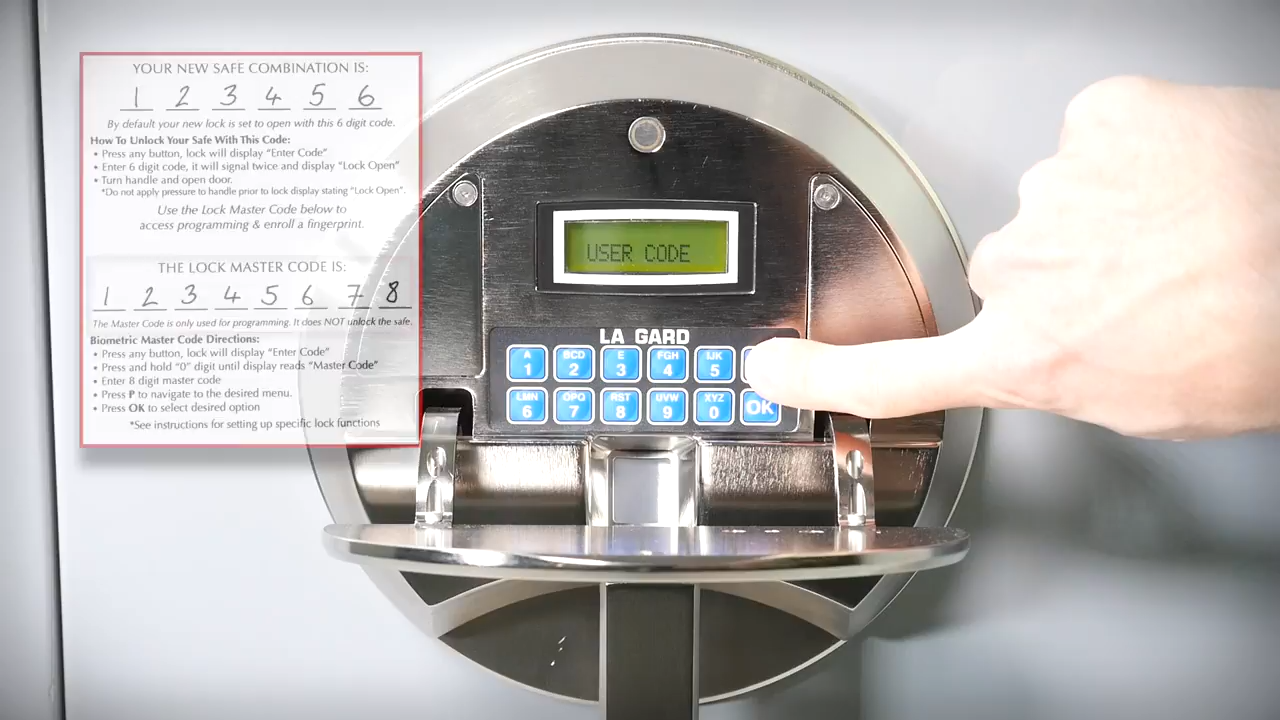 YOUR NEW SAFE COMBINATION IS:
1 2 3 4 5 6
By default your new lock is set to open with this 6 digit code.
How To Unlock Your Safe With This Code:
• Press any button, lock will display "Enter Code"
• Enter 6 digit code, it will signal twice and display "Lock Open"
• Turn handle and open door.
*Do not apply pressure to handle prior to lock display stating "Lock Open".
Use the Lock Master Code below to
access programming & enroll a fingerprint.
THE LOCK MASTER CODE IS:
1 2 3 4 5 6 7 8
The Master Code is only used for programming. It does NOT unlock the safe.
Biometric Master Code Directions:
• Press any button, lock will display "Enter Code"
• Press and hold "0" digit until display reads "Master Code"
• Enter 8 digit master code
• Press P to navigate to the desired menu.
• Press OK to select desired option
*See instructions for setting up specific lock functions
USER CODE
LA GARD
A BCD E FGH IJK
1 2 3 4 5
LMN OPQ RST UVW XYZ
6 7 8 9 0 OK